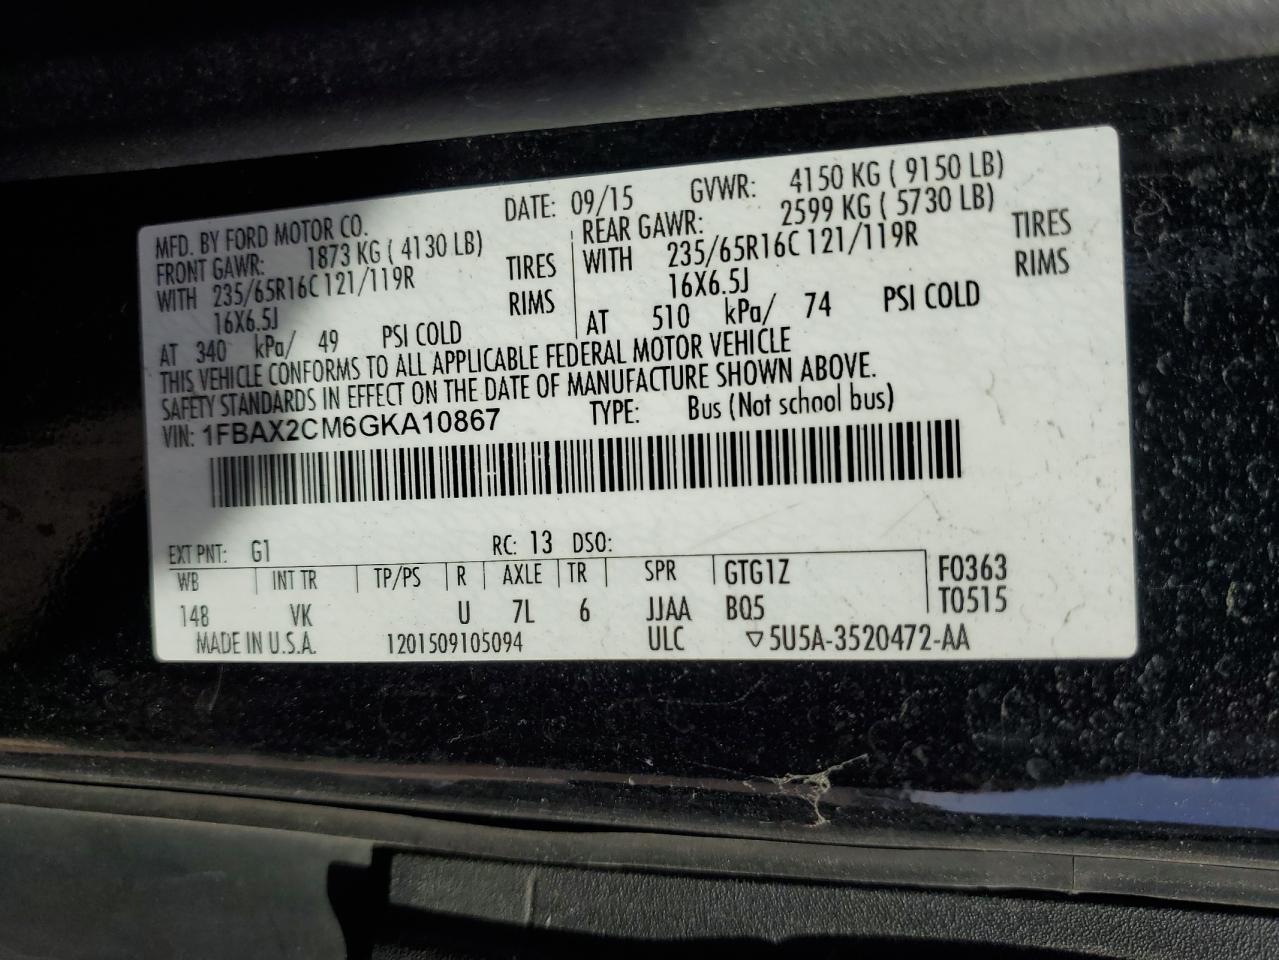 MFD. BY FORD MOTOR CO.
DATE: 09/15 GVWR: 4150 KG ( 9150 LB)
FRONT GAWR: 1873 KG ( 4130 LB)
WITH 235/65R16C 121/119R TIRES
16X6.5J RIMS
AT 340 kPa/ 49 PSI COLD
REAR GAWR: 2599 KG ( 5730 LB)
WITH 235/65R16C 121/119R TIRES
16X6.5J RIMS
AT 510 kPa/ 74 PSI COLD
THIS VEHICLE CONFORMS TO ALL APPLICABLE FEDERAL MOTOR VEHICLE
SAFETY STANDARDS IN EFFECT ON THE DATE OF MANUFACTURE SHOWN ABOVE.
VIN: 1FBAX2CM6GKA10867 TYPE: Bus (Not school bus)
EXT PNT: G1 RC: 13 DSO:
WB INT TR TP/PS R AXLE TR SPR GTG1Z F0363
148 VK U 7L 6 JJAA BQ5 T0515
MADE IN U.S.A. 1201509105094 ULC ▽5U5A-3520472-AA